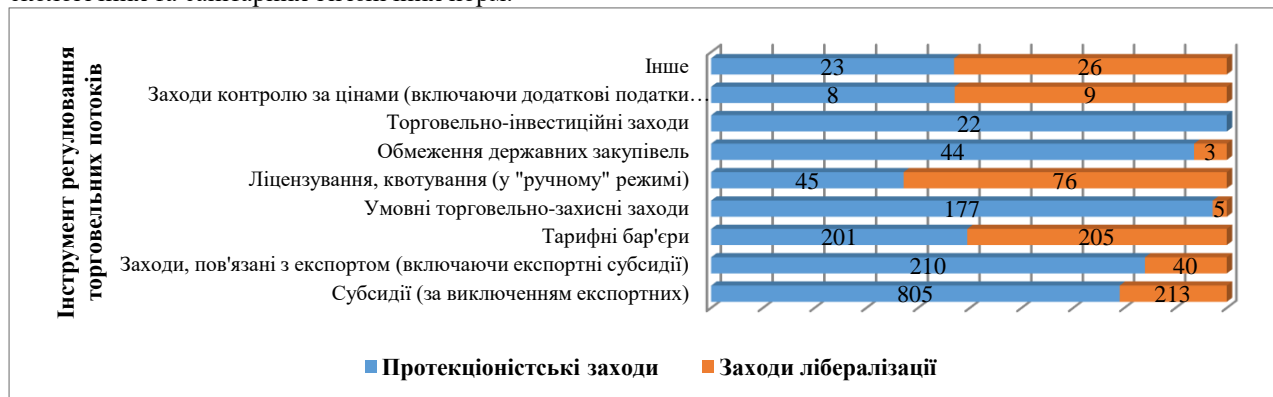 Інструмент регулювання
торговельних потоків
Інше
23 26
Заходи контролю за цінами (включаючи додаткові податки…
8 9
Торговельно-інвестиційні заходи
22
Обмеження державних закупівель
44 3
Ліцензування, квотування (у "ручному" режимі)
45 76
Умовні торговельно-захисні заходи
177 5
Тарифні бар'єри
201 205
Заходи, пов'язані з експортом (включаючи експортні субсидії)
210 40
Субсидії (за виключенням експортних)
805 213
Протекціоністські заходи Заходи лібералізації